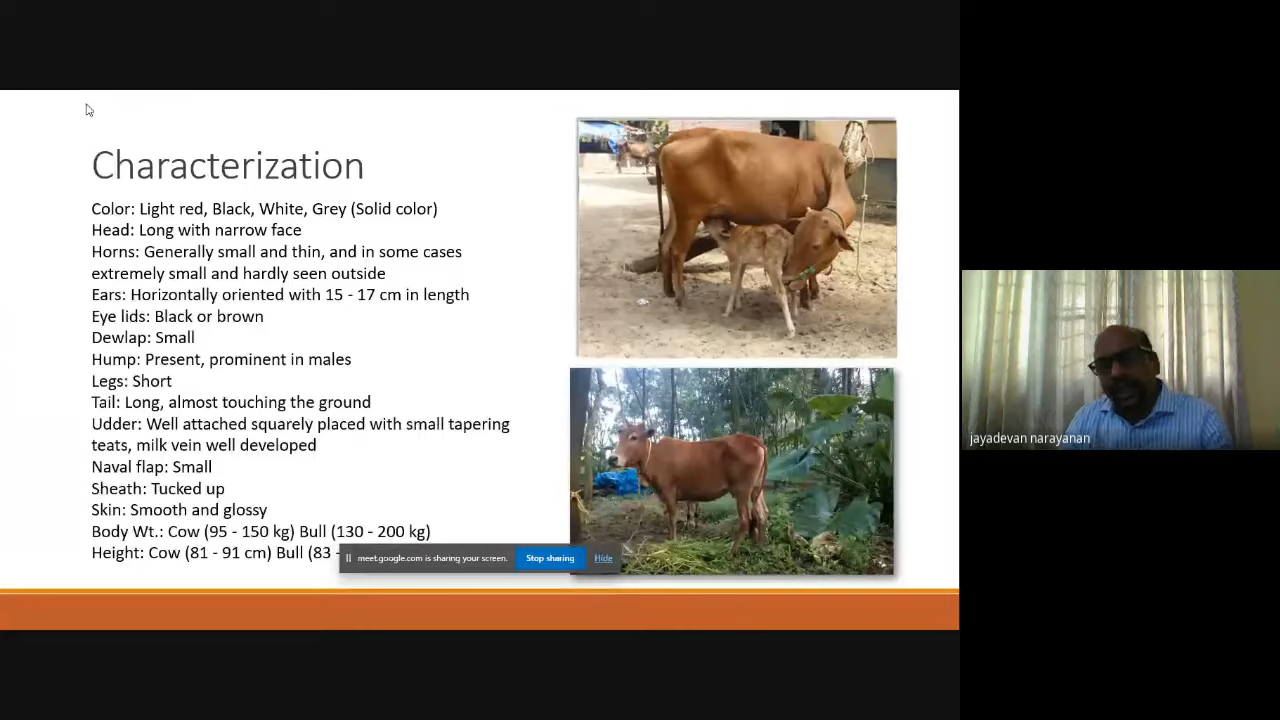 Characterization
Color: Light red, Black, White, Grey (Solid color)
Head: Long with narrow face
Horns: Generally small and thin, and in some cases
extremely small and hardly seen outside
Ears: Horizontally oriented with 15 - 17 cm in length
Eye lids: Black or brown
Dewlap: Small
Hump: Present, prominent in males
Legs: Short
Tail: Long, almost touching the ground
Udder: Well attached squarely placed with small tapering
teats, milk vein well developed
Naval flap: Small
Sheath: Tucked up
Skin: Smooth and glossy
Body Wt.: Cow (95 - 150 kg) Bull (130 - 200 kg)
Height: Cow (81 - 91 cm) Bull (83 -
meet.google.com is sharing your screen. Stop sharing Hide
jayadevan narayanan